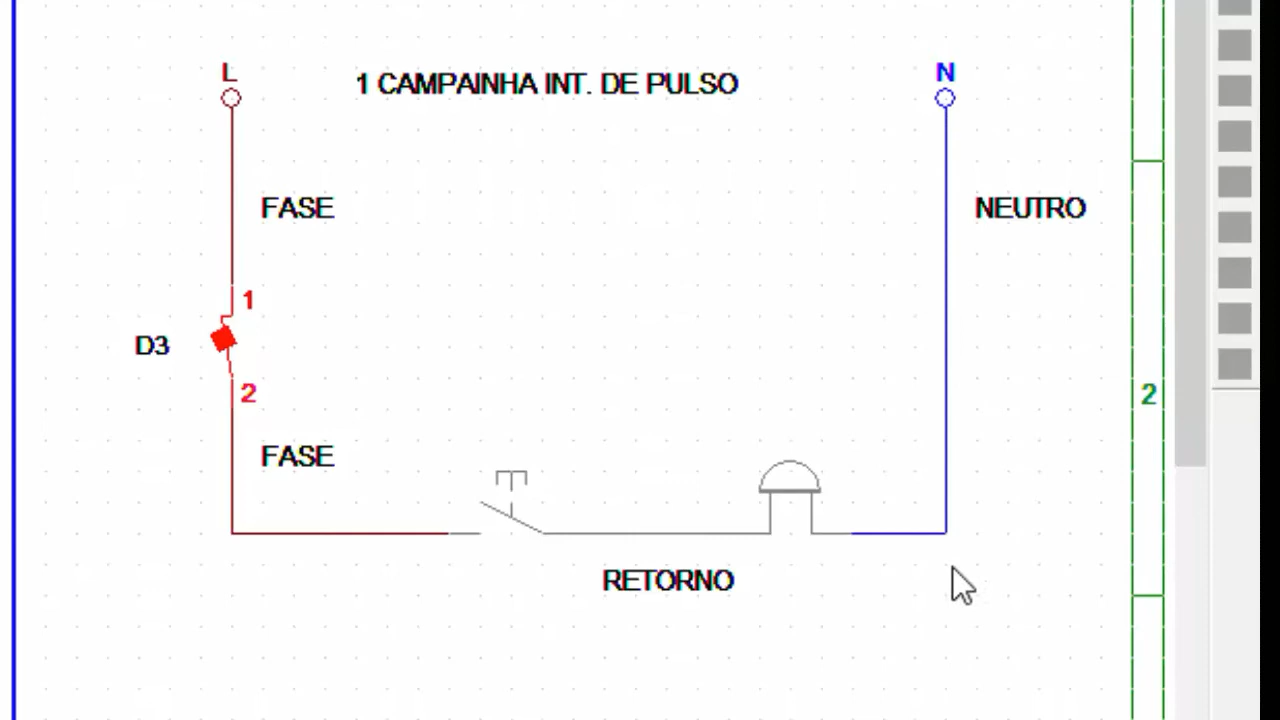 L
1 CAMPAINHA INT. DE PULSO
N
FASE
NEUTRO
1
D3
2
2
FASE
RETORNO